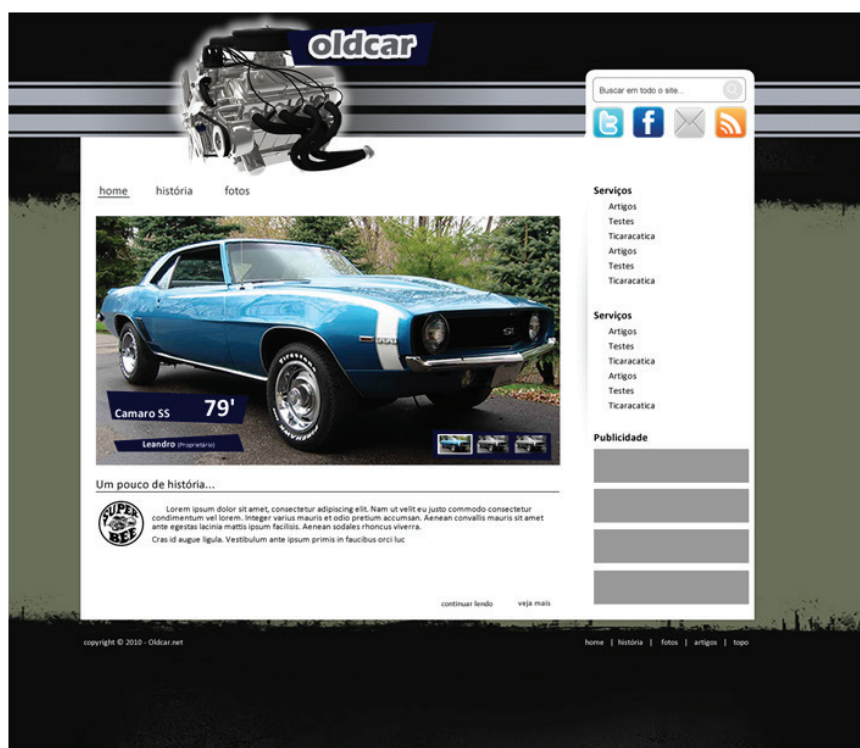 oldcar
Buscar em todo o site...
home história fotos
Serviços
Artigos
Testes
Ticaracatica
Artigos
Testes
Ticaracatica
Serviços
Artigos
Testes
Ticaracatica
Artigos
Testes
Ticaracatica
Publicidade
SS
FIRESTONE
FIREHAWK
Camaro SS 79'
Leandro (Proprietário)
Um pouco de história...
SUPER
BEE
Lorem ipsum dolor sit amet, consectetur adipiscing elit. Nam ut velit eu justo commodo consectetur
condimentum vel lorem. Integer varius mauris et odio pretium accumsan. Aenean convallis mauris sit amet
ante egestas lacinia mattis ipsum facilisis. Aenean sodales rhoncus viverra.
Cras id augue ligula. Vestibulum ante ipsum primis in faucibus orci luc
continuar lendo veja mais
copyright © 2010 - Oldcar.net
home | história | fotos | artigos | topo